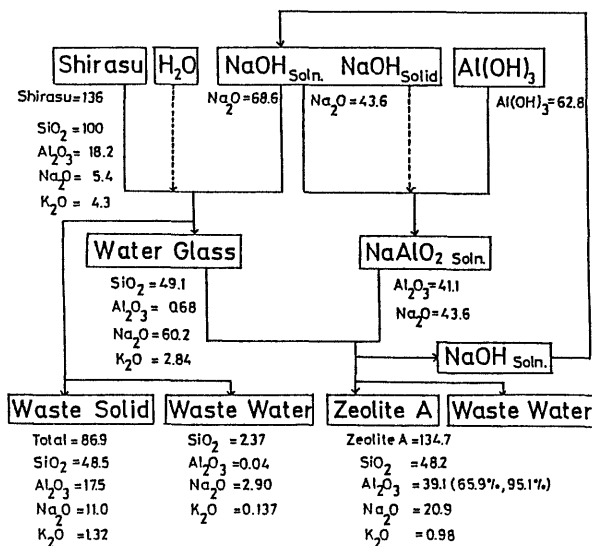 Shirasu
H₂O
NaOH Soln.
NaOH Solid
Al(OH)₃
Shirasu=136
SiO₂=100
Al₂O₃=18.2
Na₂O=5.4
K₂O=4.3
Na₂O=68.6
Na₂O=43.6
Al(OH)₃=62.8
Water Glass
SiO₂=49.1
Al₂O₃=0.68
Na₂O=60.2
K₂O=2.84
NaAlO₂ Soln.
Al₂O₃=41.1
Na₂O=43.6
NaOH Soln.
Waste Solid
Total=86.9
SiO₂=48.5
Al₂O₃=17.5
Na₂O=11.0
K₂O=1.32
Waste Water
SiO₂=2.37
Al₂O₃=0.04
Na₂O=2.90
K₂O=0.137
Zeolite A
Zeolite A=134.7
SiO₂=48.2
Al₂O₃=39.1 (65.9%, 95.1%)
Na₂O=20.9
K₂O=0.98
Waste Water